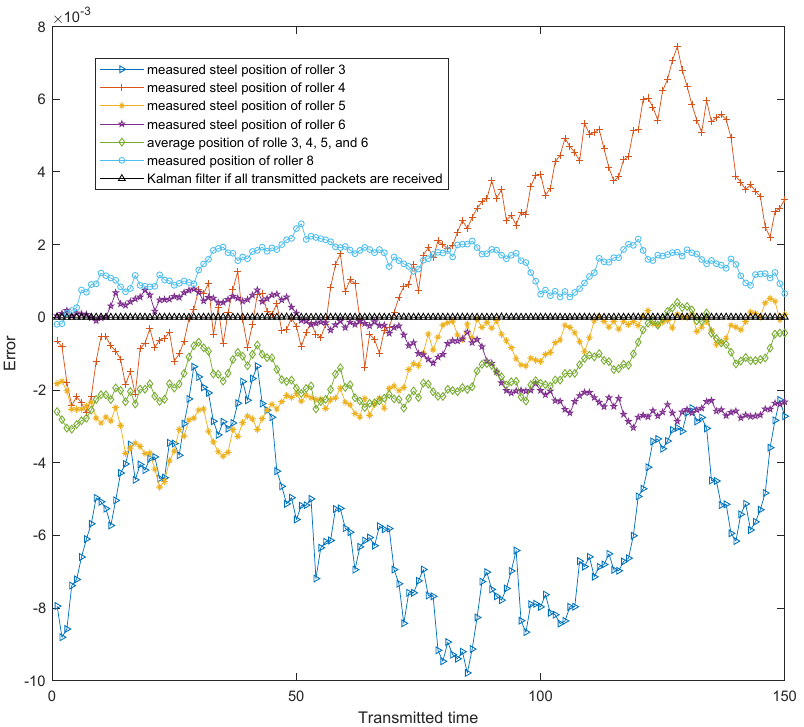 ×10⁻³
8
6
4
2
0
-2
-4
-6
-8
-10
Error
measured steel position of roller 3
measured steel position of roller 4
measured steel position of roller 5
measured steel position of roller 6
average position of rolle 3, 4, 5, and 6
measured position of roller 8
Kalman filter if all transmitted packets are received
0 50 100 150
Transmitted time